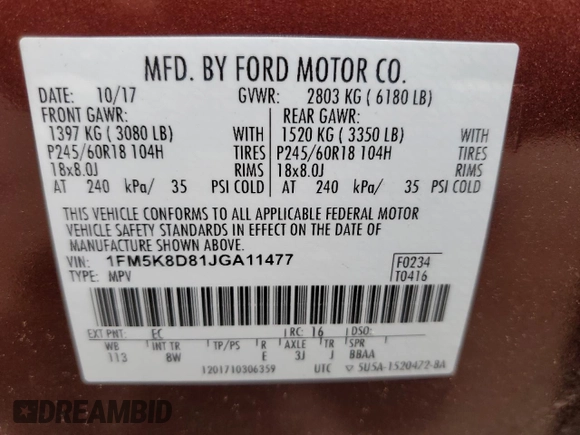 MFD. BY FORD MOTOR CO.
DATE: 10/17 GVWR: 2803 KG ( 6180 LB)
FRONT GAWR: REAR GAWR:
1397 KG ( 3080 LB) WITH 1520 KG ( 3350 LB) WITH
P245/60R18 104H TIRES P245/60R18 104H TIRES
18x8.0J RIMS 18x8.0J RIMS
AT 240 kPa/ 35 PSI COLD AT 240 kPa/ 35 PSI COLD
THIS VEHICLE CONFORMS TO ALL APPLICABLE FEDERAL MOTOR
VEHICLE SAFETY STANDARDS IN EFFECT ON THE DATE OF
MANUFACTURE SHOWN ABOVE.
VIN: 1FM5K8D81JGA11477 F0234
TYPE: MPV T0416
EXT PNT: EC RC: 16 DSO:
WB INT TR TP/PS R AXLE TR SPR
113 8W E 3J J BBAA
1201710306359 UTC 5U5A-1520472-BA
DREAMBID